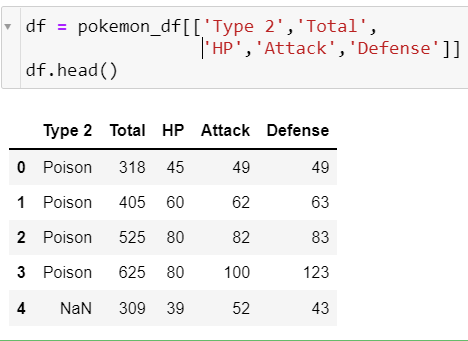 df = pokemon_df[['Type 2','Total',
'HP','Attack','Defense']]
df.head()
Type 2 Total HP Attack Defense
0 Poison 318 45 49 49
1 Poison 405 60 62 63
2 Poison 525 80 82 83
3 Poison 625 80 100 123
4 NaN 309 39 52 43